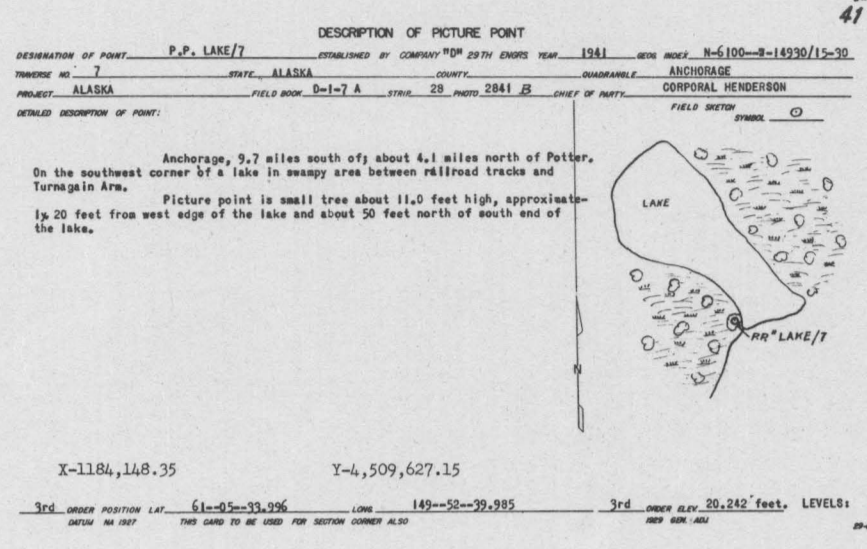 41
DESCRIPTION OF PICTURE POINT
DESIGNATION OF POINT P.P. LAKE/7 ESTABLISHED BY COMPANY "D" 29TH ENGRS YEAR 1941 GEOG INDEX N-6100--W-14930/15-30
TRAVERSE NO. 7 STATE ALASKA COUNTY QUADRANGLE ANCHORAGE
PROJECT ALASKA FIELD BOOK D-1-7 A STRIP 28 PHOTO 2841 B CHIEF OF PARTY CORPORAL HENDERSON
DETAILED DESCRIPTION OF POINT: FIELD SKETCH
SYMBOL
Anchorage, 9.7 miles south of; about 4.1 miles north of Potter.
On the southwest corner of a lake in swampy area between railroad tracks and
Turnagain Arm.
Picture point is small tree about 11.0 feet high, approximate-
ly 20 feet from west edge of the lake and about 50 feet north of south end of
the lake.
LAKE
LAKE/7
N
X-1184,148.35 Y-4,509,627.15
3rd ORDER POSITION LAT 61--05--33.996 LONG 149--52--39.985 3rd ORDER ELEV 20.242 feet. LEVELS:
DATUM NA 1927 THIS CARD TO BE USED FOR SECTION CORNER ALSO 1929 GEN. ADJ